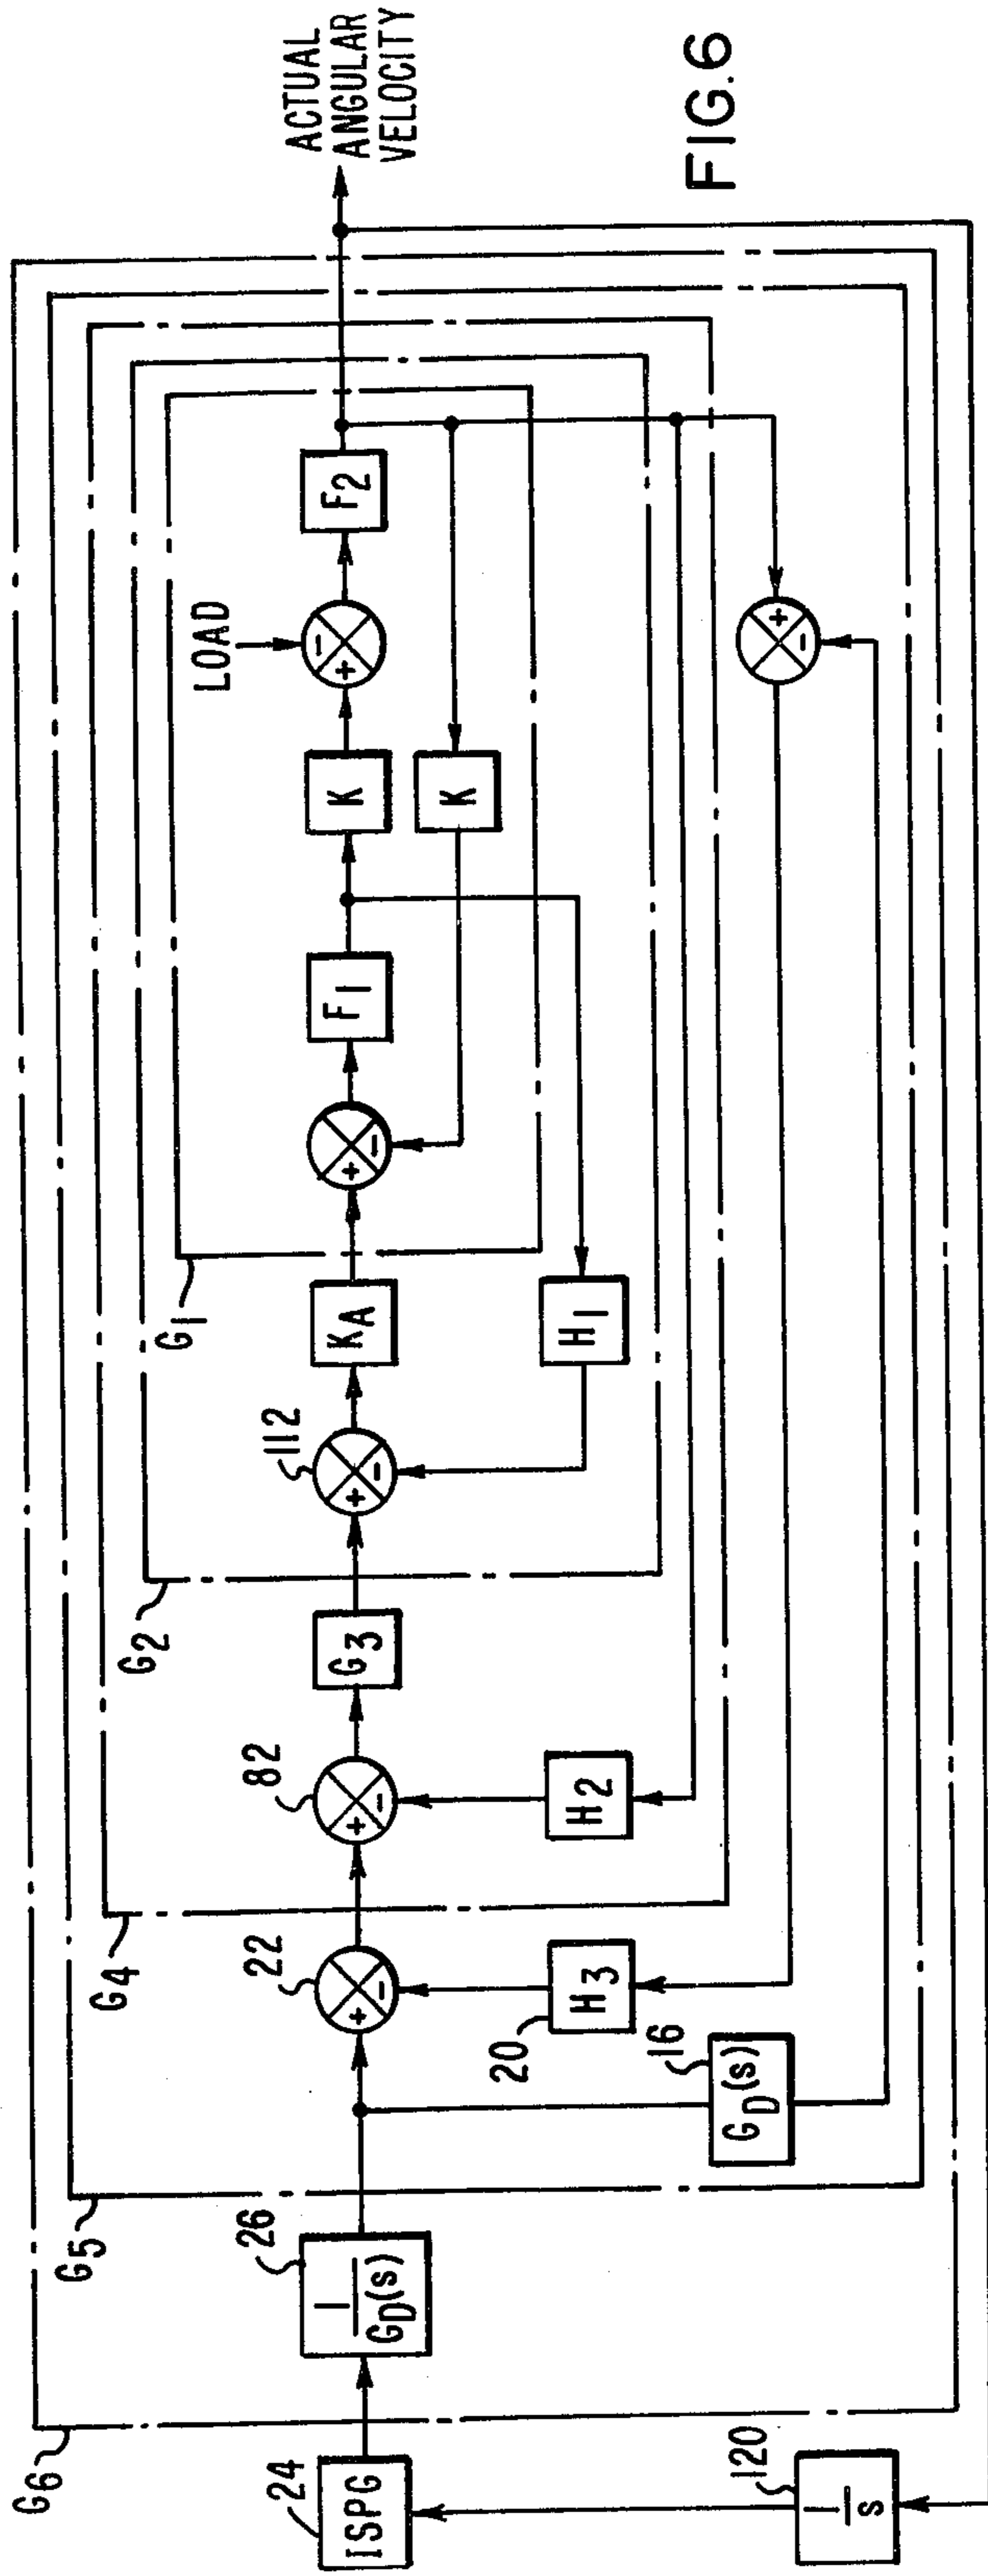 ACTUAL
ANGULAR
VELOCITY
FIG.6
LOAD
F2
+
-
K
K
F1
+
-
+
-
G1
KA
H1
112
+
-
G2
G3
82
+
-
H2
G4
22
+
-
20
H3
16
GD(s)
G5
26
1
GD(s)
G6
24
ISPG
120
1
s